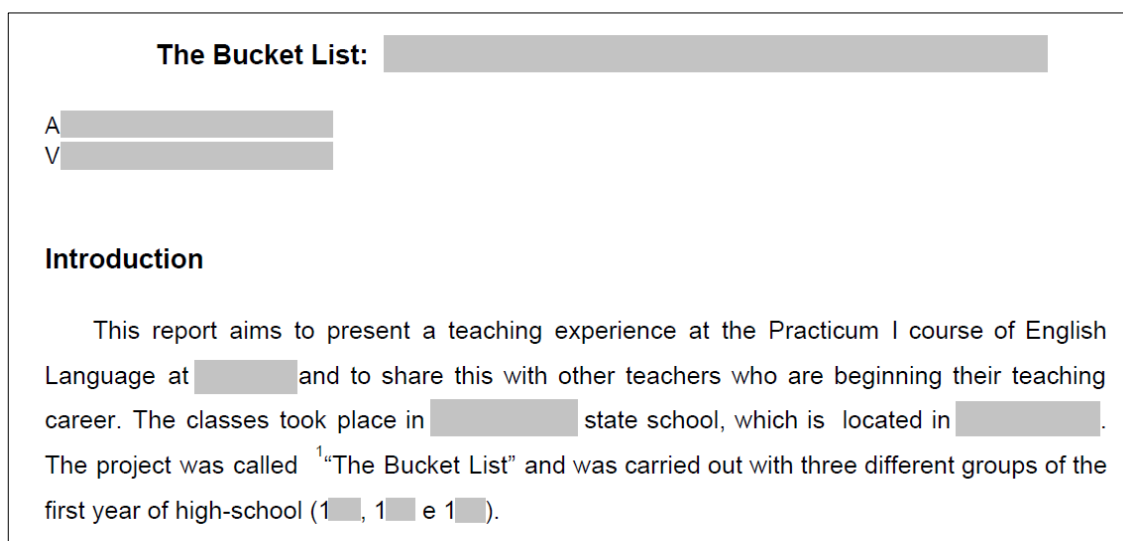 The Bucket List:
A
V
Introduction
This report aims to present a teaching experience at the Practicum I course of English
Language at and to share this with other teachers who are beginning their teaching
career. The classes took place in state school, which is located in .
The project was called ¹“The Bucket List” and was carried out with three different groups of the
first year of high-school (1 , 1 e 1 ).